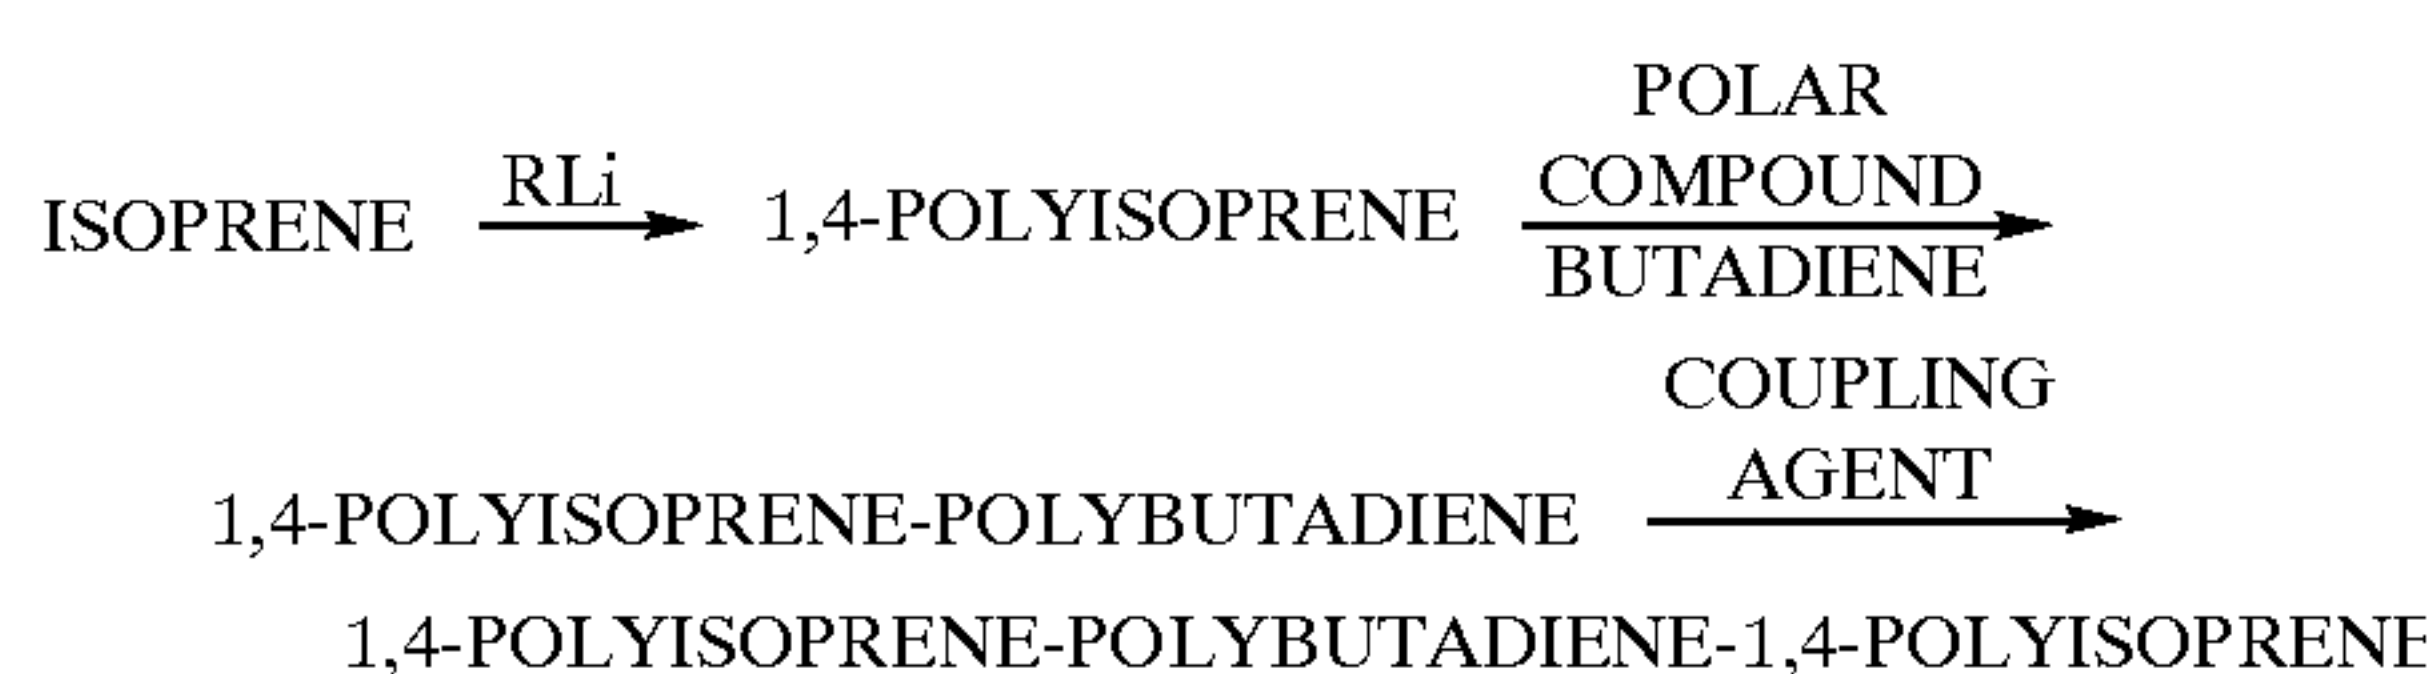 POLAR
RLi COMPOUND
ISOPRENE 1,4-POLYISOPRENE
BUTADIENE
COUPLING
AGENT
1,4-POLYISOPRENE-POLYBUTADIENE
1,4-POLYISOPRENE-POLYBUTADIENE-1,4-POLYISOPRENE